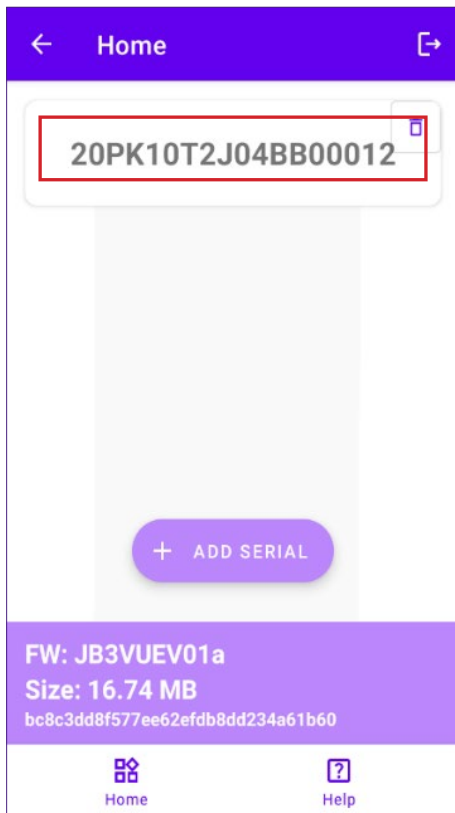 Home
20PK10T2J04BB00012
ADD SERIAL
FW: JB3VUEV01a
Size: 16.74 MB
bc8c3dd8f577ee62efdb8dd234a61b60
Home
Help